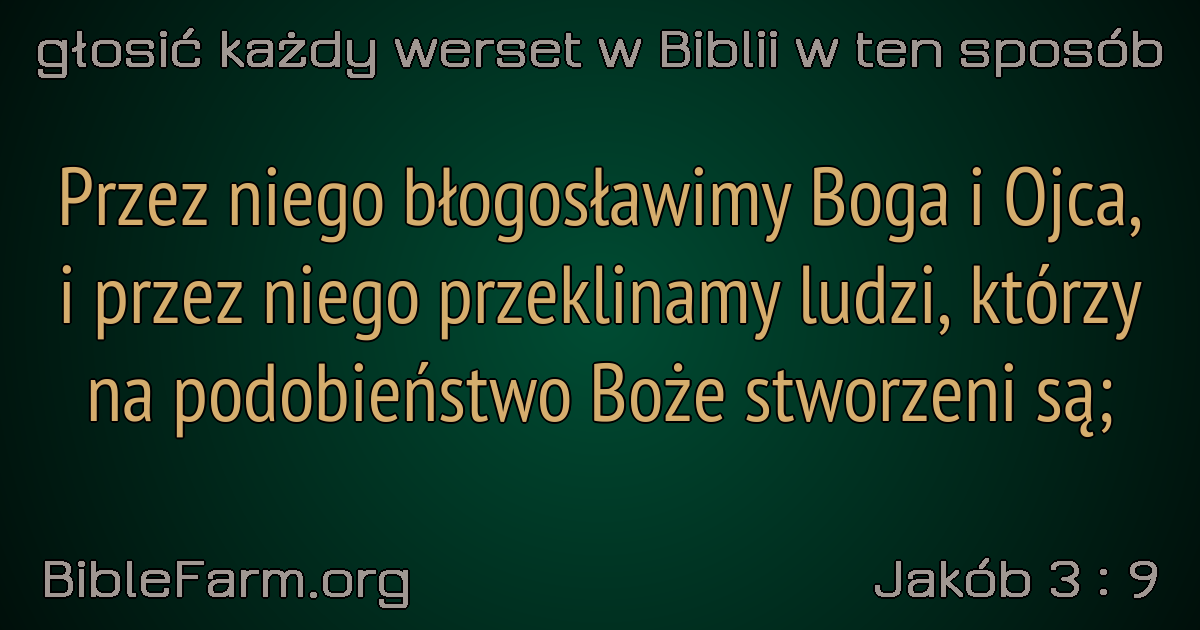 głosić każdy werset w Biblii w ten sposób
Przez niego błogosławimy Boga i Ojca,
i przez niego przeklinamy ludzi, którzy
na podobieństwo Boże stworzeni są;
BibleFarm.org
Jakób 3 : 9